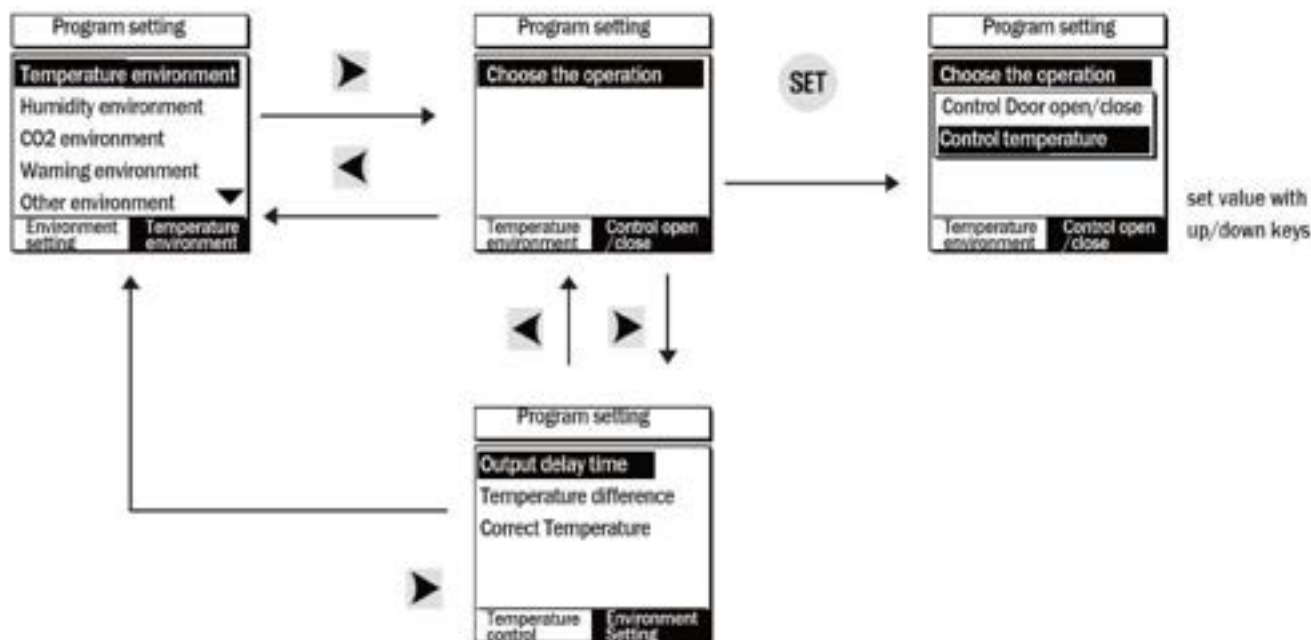 Program setting
Temperature environment
Humidity environment
CO2 environment
Warning environment
Other environment
Environment setting
Temperature environment
Program setting
Choose the operation
Temperature environment
Control open /close
SET
Program setting
Choose the operation
Control Door open/close
Control temperature
Temperature environment
Control open /close
set value with
up/down keys
Program setting
Output delay time
Temperature difference
Correct Temperature
Temperature control
Environment Setting